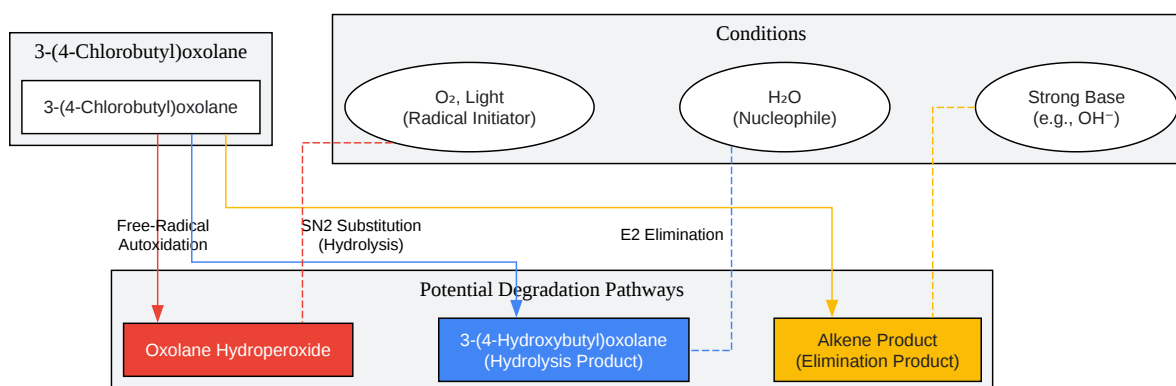 3-(4-Chlorobutyl)oxolane
3-(4-Chlorobutyl)oxolane
Conditions
O₂, Light
(Radical Initiator)
H₂O
(Nucleophile)
Strong Base
(e.g., OH⁻)
Free-Radical
Autoxidation
SN2 Substitution
(Hydrolysis)
E2 Elimination
Potential Degradation Pathways
Oxolane Hydroperoxide
3-(4-Hydroxybutyl)oxolane
(Hydrolysis Product)
Alkene Product
(Elimination Product)